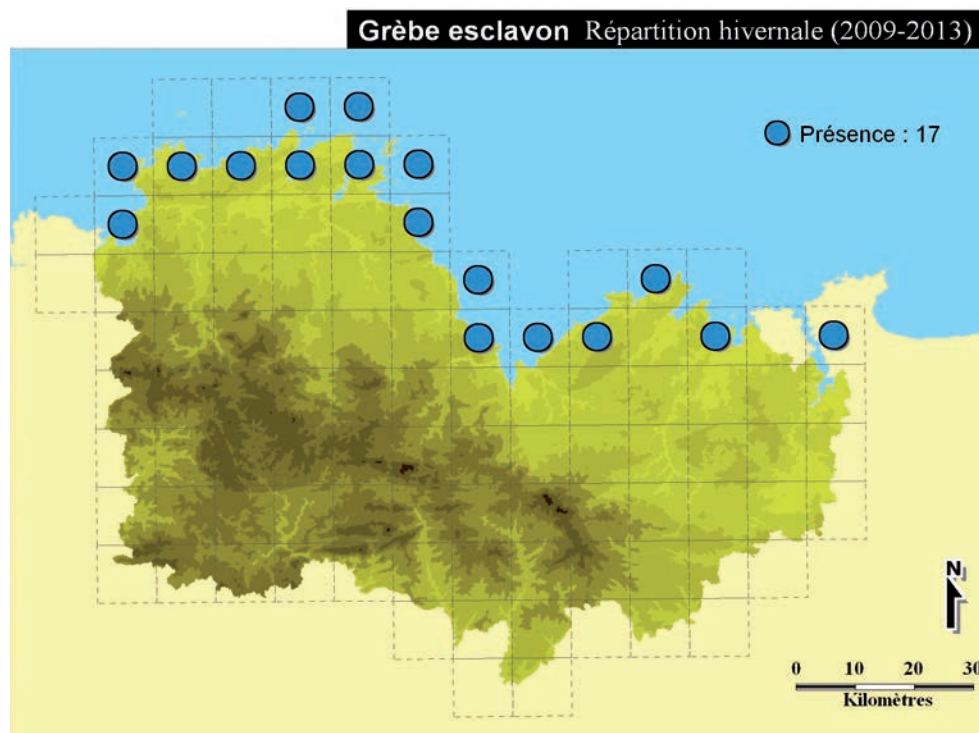 Grèbe esclavon Répartition hivernale (2009-2013)
Présence : 17
N
0 10 20 30
Kilomètres